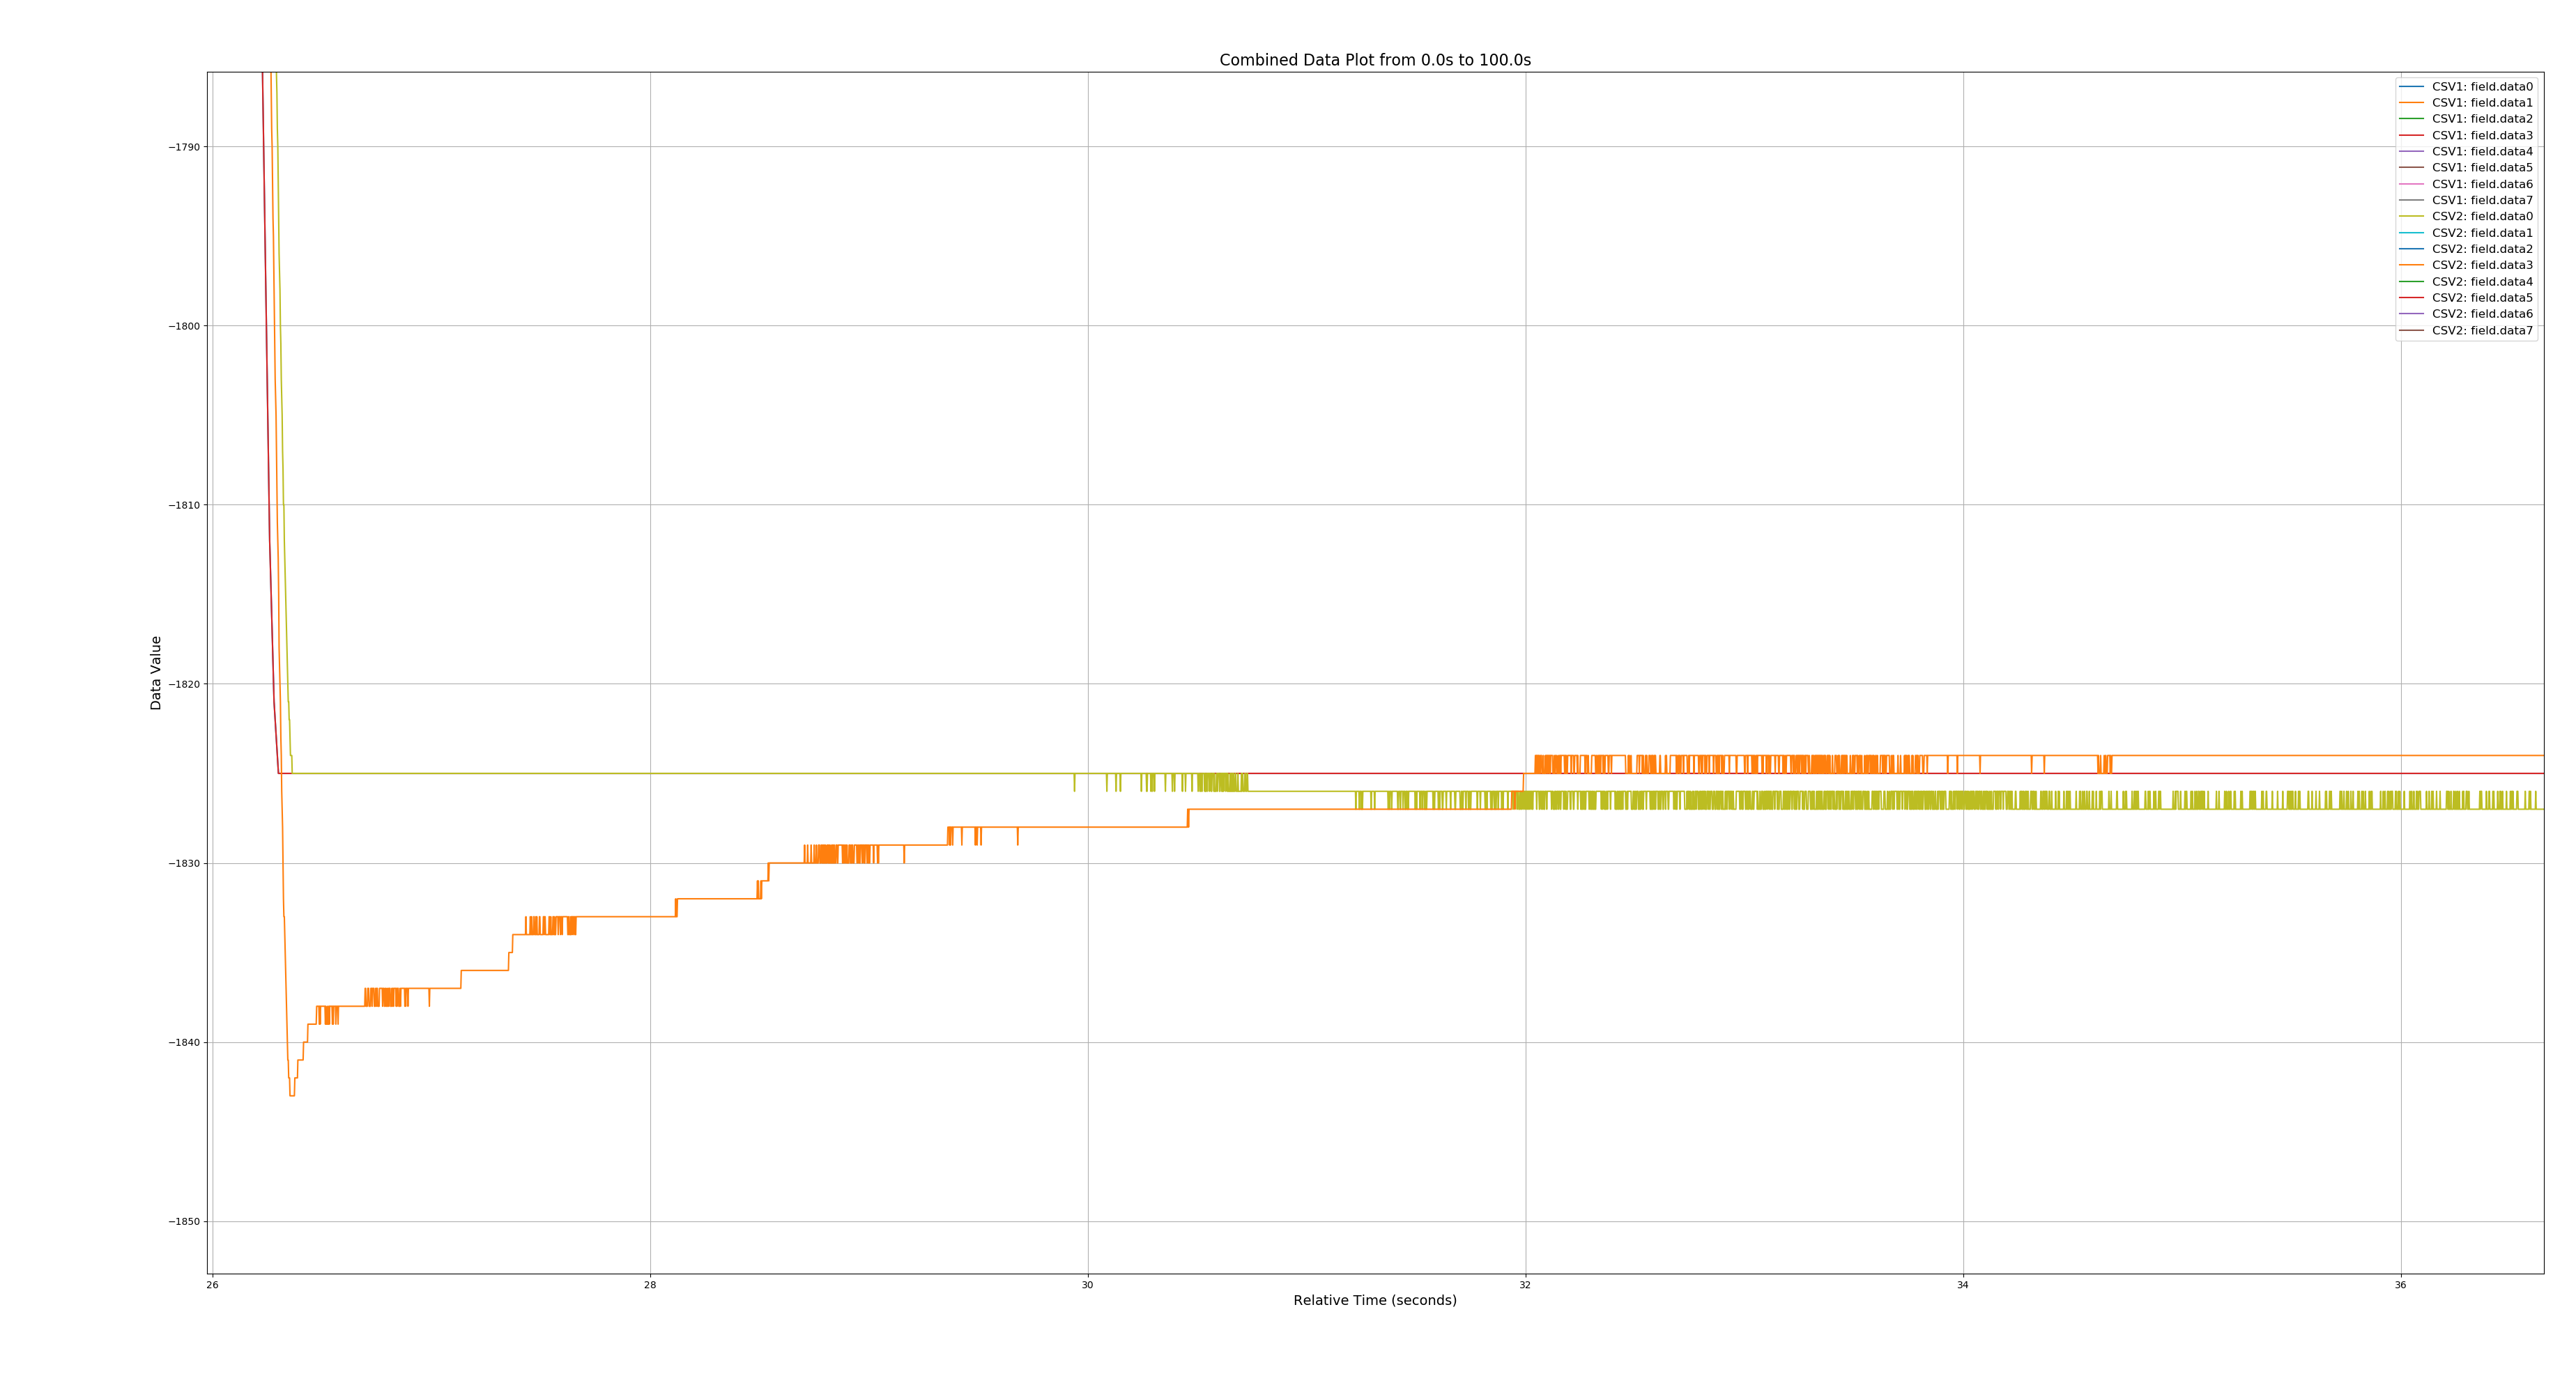 Combined Data Plot from 0.0s to 100.0s
CSV1: field.data0
CSV1: field.data1
CSV1: field.data2
CSV1: field.data3
CSV1: field.data4
CSV1: field.data5
CSV1: field.data6
CSV1: field.data7
CSV2: field.data0
CSV2: field.data1
CSV2: field.data2
CSV2: field.data3
CSV2: field.data4
CSV2: field.data5
CSV2: field.data6
CSV2: field.data7
−1790
−1800
−1810
−1820
−1830
−1840
−1850
Data Value
26 28 30 32 34 36
Relative Time (seconds)